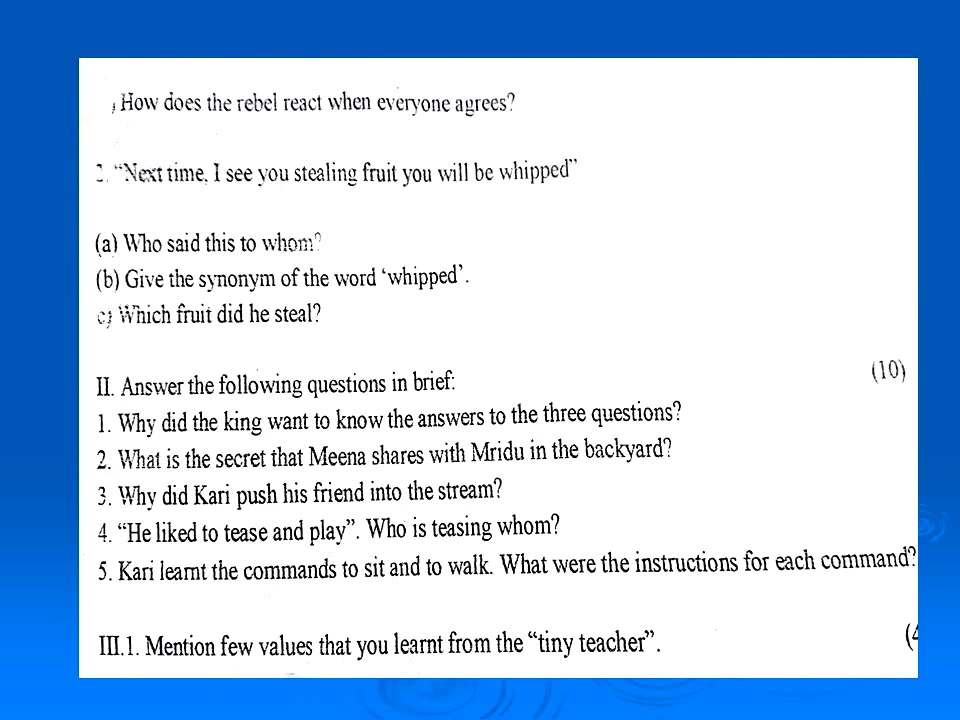 How does the rebel react when everyone agrees?
2. "Next time, I see you stealing fruit you will be whipped"
(a) Who said this to whom?
(b) Give the synonym of the word 'whipped'.
c) Which fruit did he steal?
II. Answer the following questions in brief: (10)
1. Why did the king want to know the answers to the three questions?
2. What is the secret that Meena shares with Mridu in the backyard?
3. Why did Kari push his friend into the stream?
4. "He liked to tease and play". Who is teasing whom?
5. Kari learnt the commands to sit and to walk. What were the instructions for each command?
III.1. Mention few values that you learnt from the "tiny teacher". (4